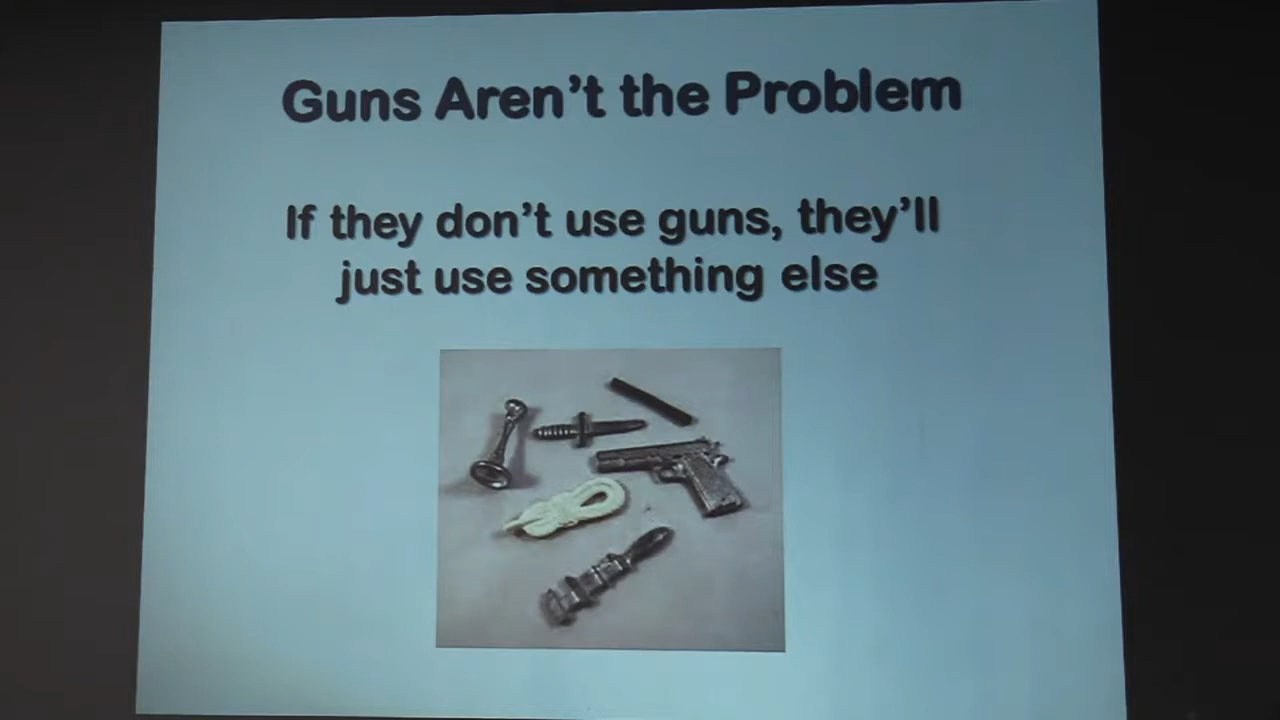 Guns Aren't the Problem
If they don't use guns, they'll
just use something else